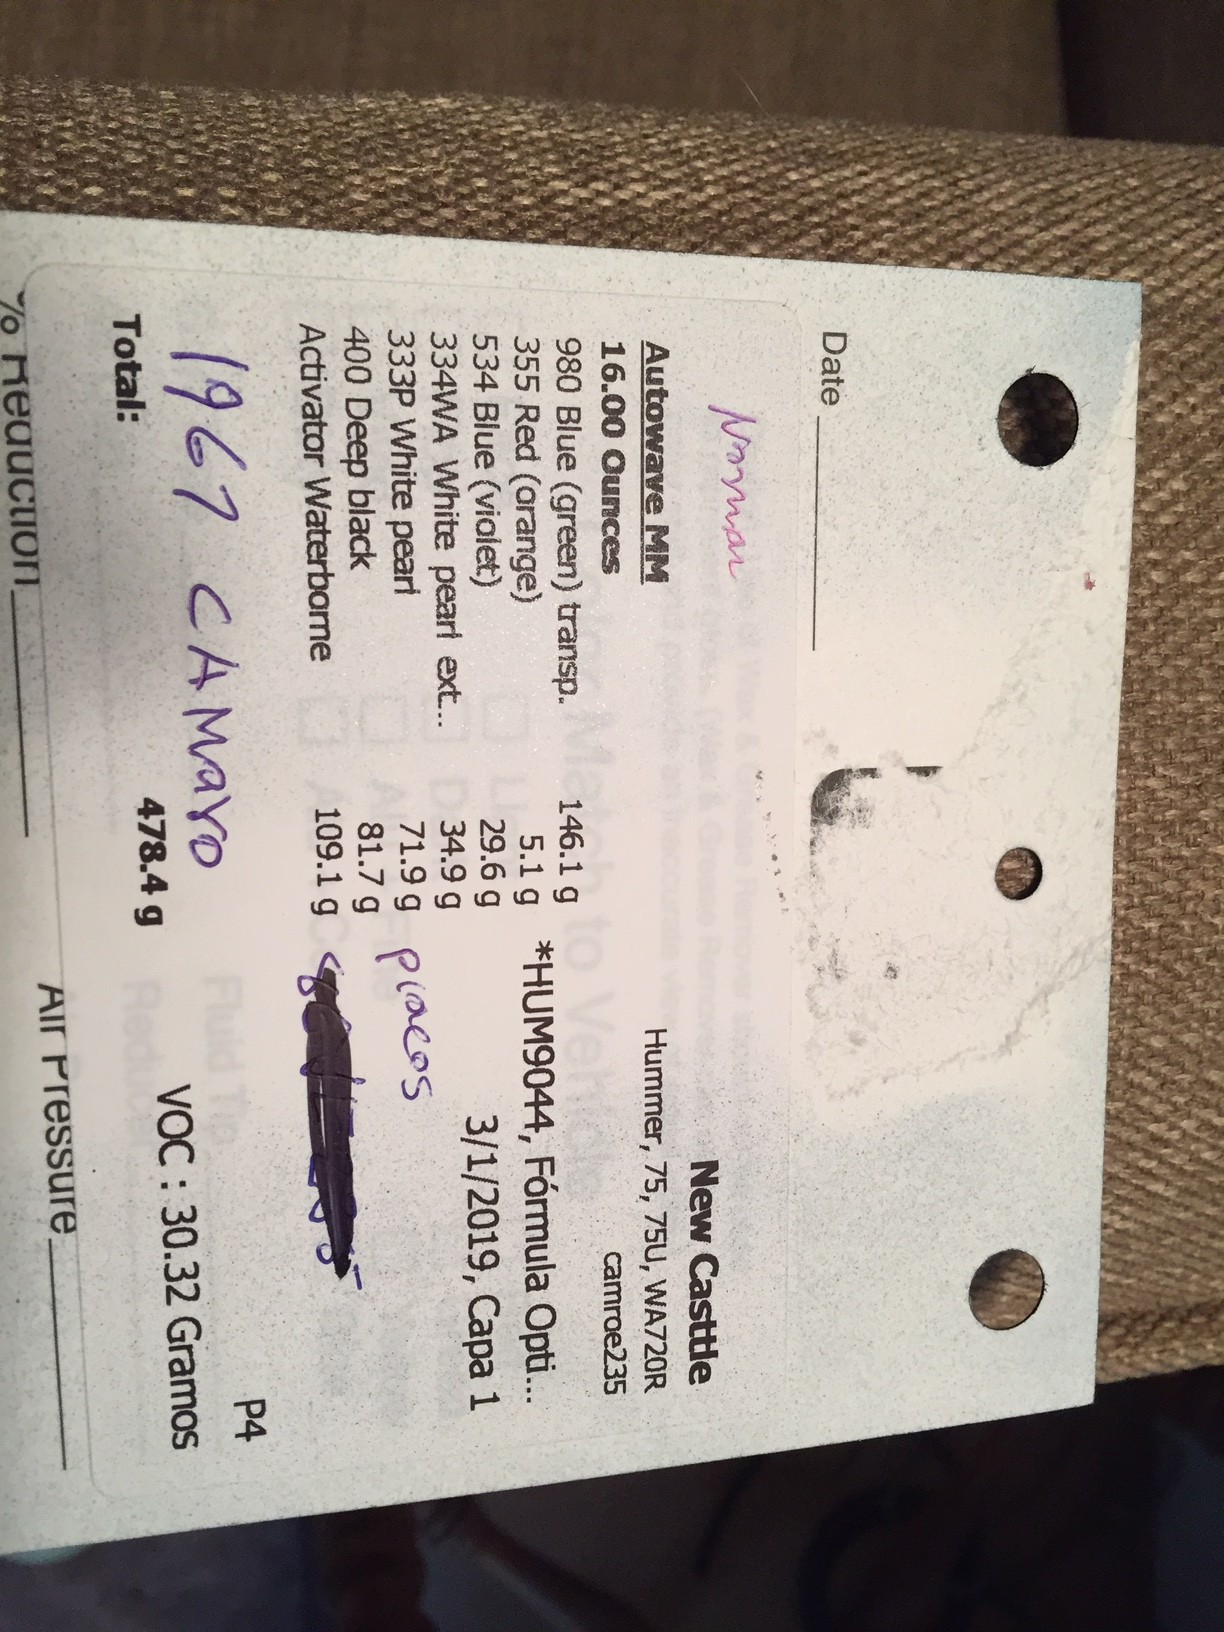 Date
Norman
New Casttle
Autowave MM
Hummer, 75, 75U, WA720R
16.00 Ounces
camroe235
980 Blue (green) transp. 146.1 g
*HUM9044, Fórmula Opti...
355 Red (orange) 5.1 g
534 Blue (violet) 29.6 g
3/1/2019, Capa 1
334WA White pearl ext... 34.9 g
333P White pearl 71.9 g
400 Deep black 81.7 g
Activator Waterborne 109.1 g
P4
1967 CAMaro
Total: 478.4 g
VOC : 30.32 Gramos
% Reduction
Air Pressure